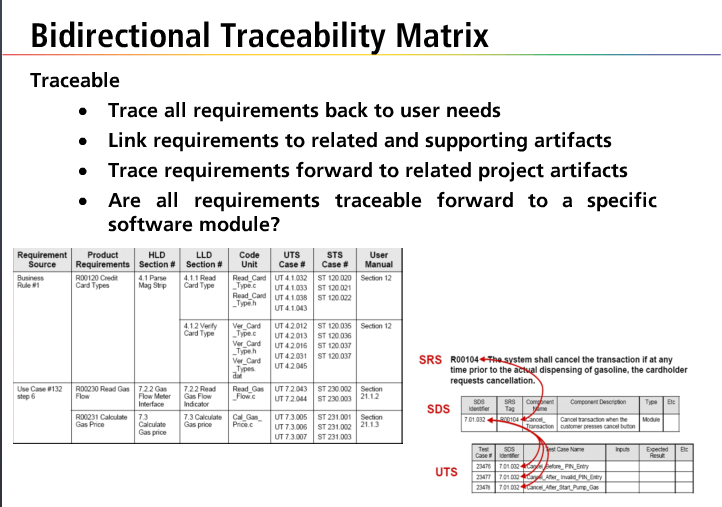 Bidirectional Traceability Matrix
Traceable
• Trace all requirements back to user needs
• Link requirements to related and supporting artifacts
• Trace requirements forward to related project artifacts
• Are all requirements traceable forward to a specific
software module?
Requirement Source | Product Requirements | HLD Section # | LLD Section # | Code Unit | UTS Case # | STS Case # | User Manual
Business Rule #1 | R00120 Credit Card Types | 4.1 Parse Mag Strip | 4.1.1 Read Card Type | Read_Card_Type.c Read_Card_Type.h | UT 4.1.032 UT 4.1.033 UT 4.1.038 UT 4.1.043 | ST 120.020 ST 120.021 ST 120.022 | Section 12
4.1.2 Verify Card Type | Ver_Card_Type.c Ver_Card_Type.h Ver_Card_Types.dat | UT 4.2.012 UT 4.2.013 UT 4.2.016 UT 4.2.031 UT 4.2.045 | ST 120.035 ST 120.036 ST 120.037 ST 120.037 | Section 12
Use Case #132 step 6 | R00230 Read Gas Flow | 7.2.2 Gas Flow Meter Interface | 7.2.2 Read Gas Flow Indicator | Read_Gas_Flow.c | UT 7.2.043 UT 7.2.044 | ST 230.002 ST 230.003 | Section 21.1.2
R00231 Calculate Gas Price | 7.3 Calculate Gas price | 7.3 Calculate Gas price | Cal_Gas_Price.c | UT 7.3.005 UT 7.3.006 UT 7.3.007 | ST 231.001 ST 231.002 ST 231.003 | Section 21.1.3
SRS R00104 The system shall cancel the transaction if at any
time prior to the actual dispensing of gasoline, the cardholder
requests cancellation.
SDS
SDS Identifier | SRS Tag | Component Name | Component Description | Type | Etc
7.01.032 | R00104 | Cancel_Transaction | Cancel transaction when the customer presses cancel button | Module
UTS
Test Case # | SDS Identifier | Test Case Name | Inputs | Expected Result | Etc
23476 | 7.01.032 | Cancel_Before_PIN_Entry
23477 | 7.01.032 | Cancel_After_Invalid_PIN_Entry
23478 | 7.01.032 | Cancel_After_Start_Pump_Gas